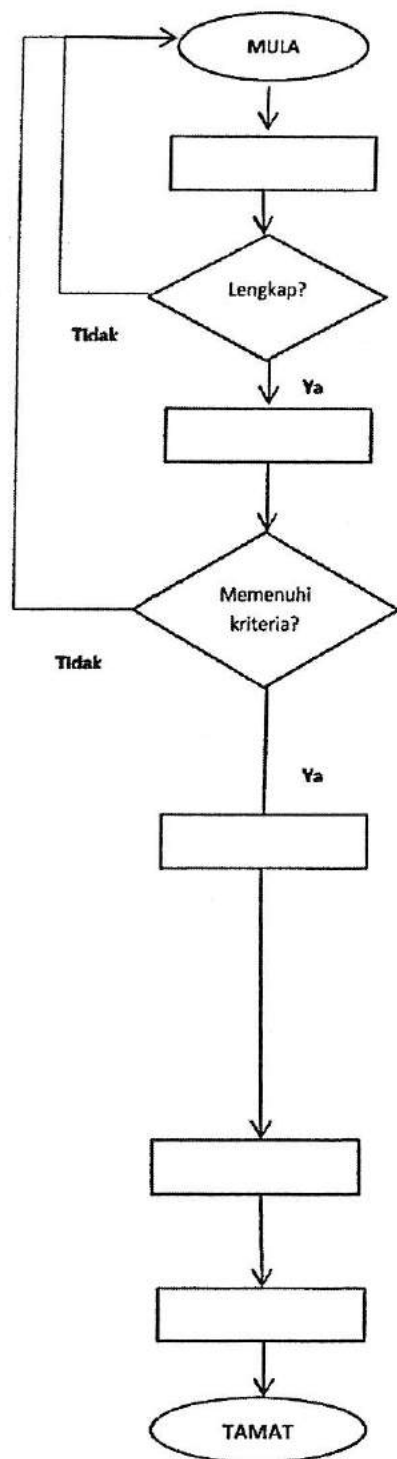 MULA
Lengkap?
Tidak
Ya
Memenuhi
kriteria?
Tidak
Ya
TAMAT